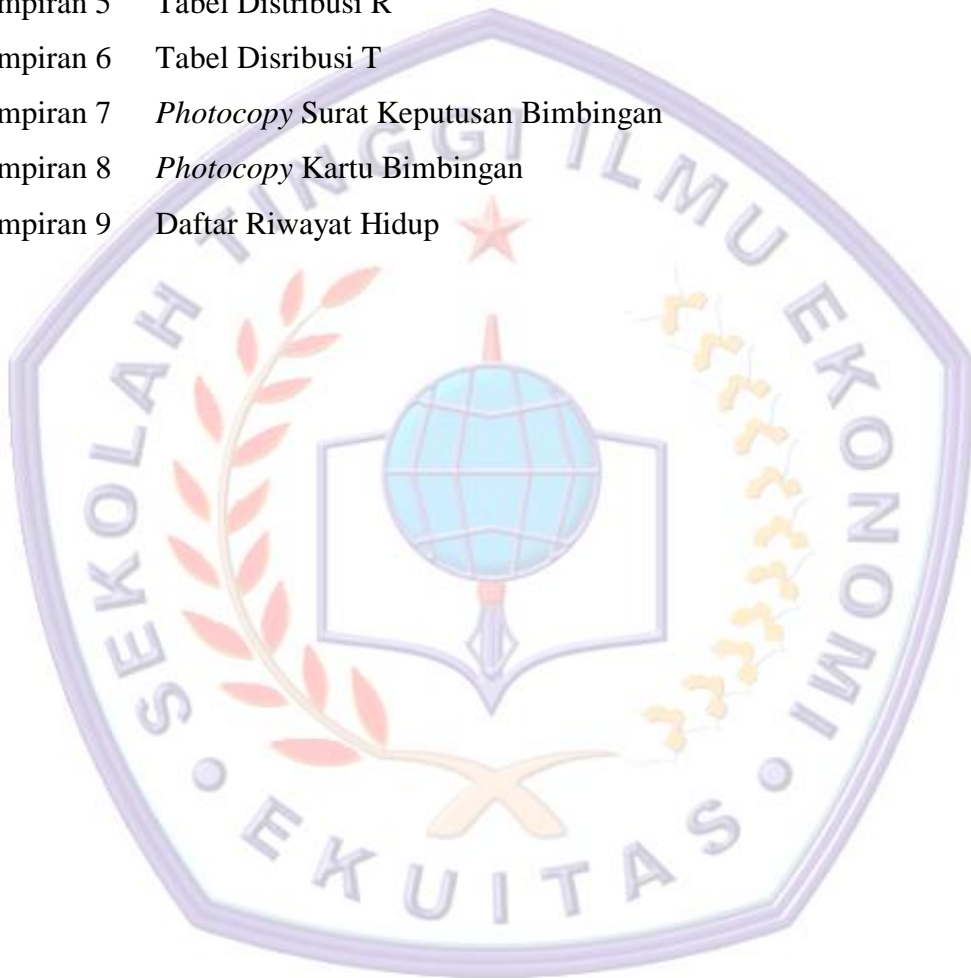 mpiran 5 Tabel Distribusi R
mpiran 6 Tabel Disribusi T
mpiran 7 Photocopy Surat Keputusan Bimbingan
mpiran 8 Photocopy Kartu Bimbingan
mpiran 9 Daftar Riwayat Hidup
SEKOLAH TINGGI ILMU EKONOMI
EKUITAS